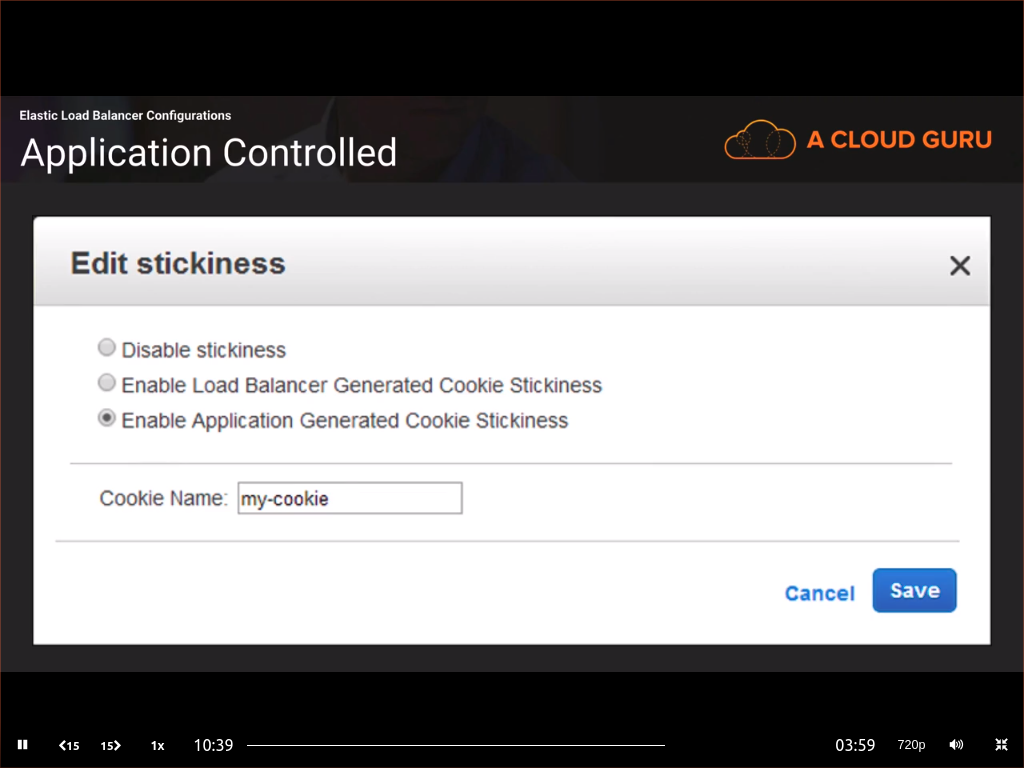 Elastic Load Balancer Configurations
Application Controlled
A CLOUD GURU
Edit stickiness
Disable stickiness
Enable Load Balancer Generated Cookie Stickiness
Enable Application Generated Cookie Stickiness
Cookie Name: my-cookie
Cancel Save
15 15 1x 10:39 03:59 720p